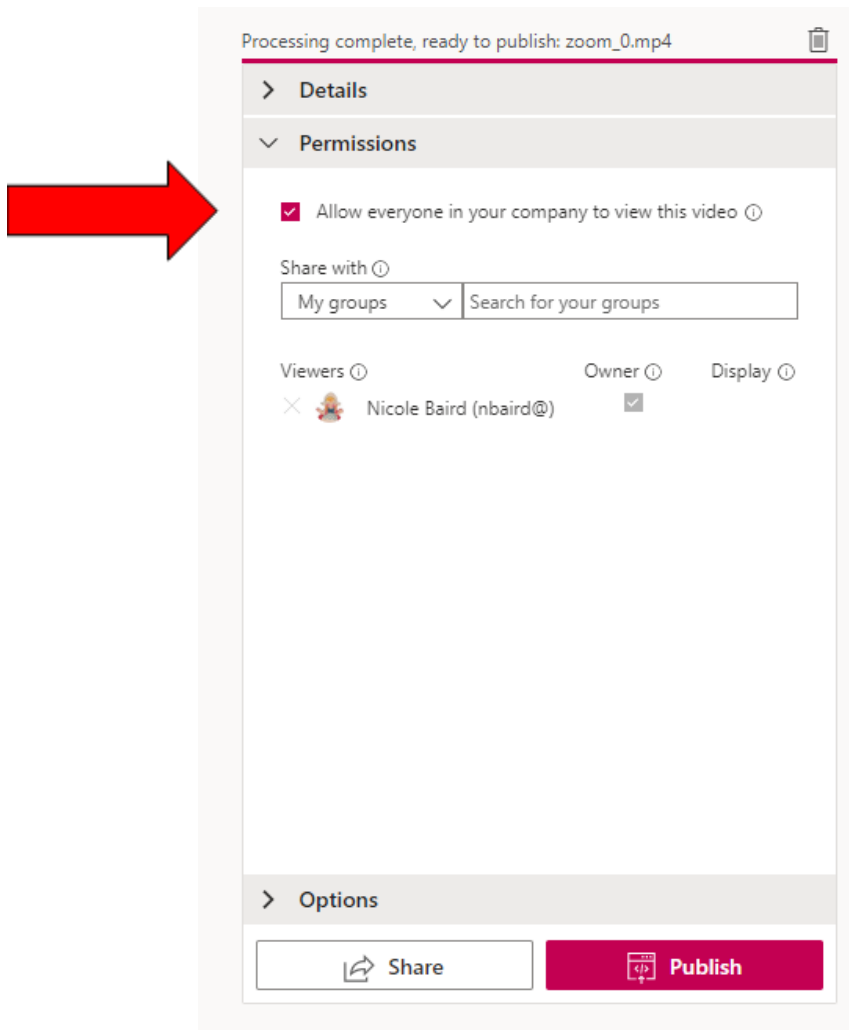 Processing complete, ready to publish: zoom_0.mp4
Details
Permissions
Allow everyone in your company to view this video
Share with
My groups Search for your groups
Viewers Owner Display
Nicole Baird (nbaird@)
Options
Share Publish